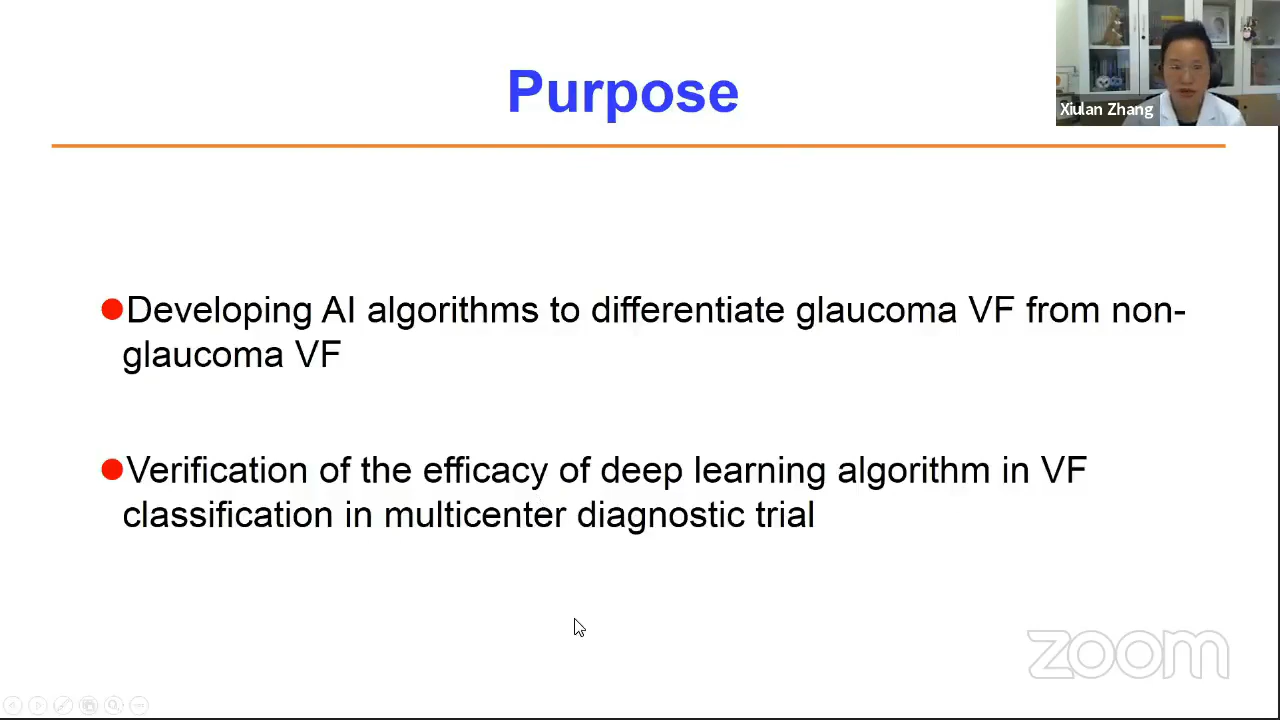 Purpose
Xiulan Zhang
●Developing AI algorithms to differentiate glaucoma VF from non-
glaucoma VF
●Verification of the efficacy of deep learning algorithm in VF
classification in multicenter diagnostic trial
zoom